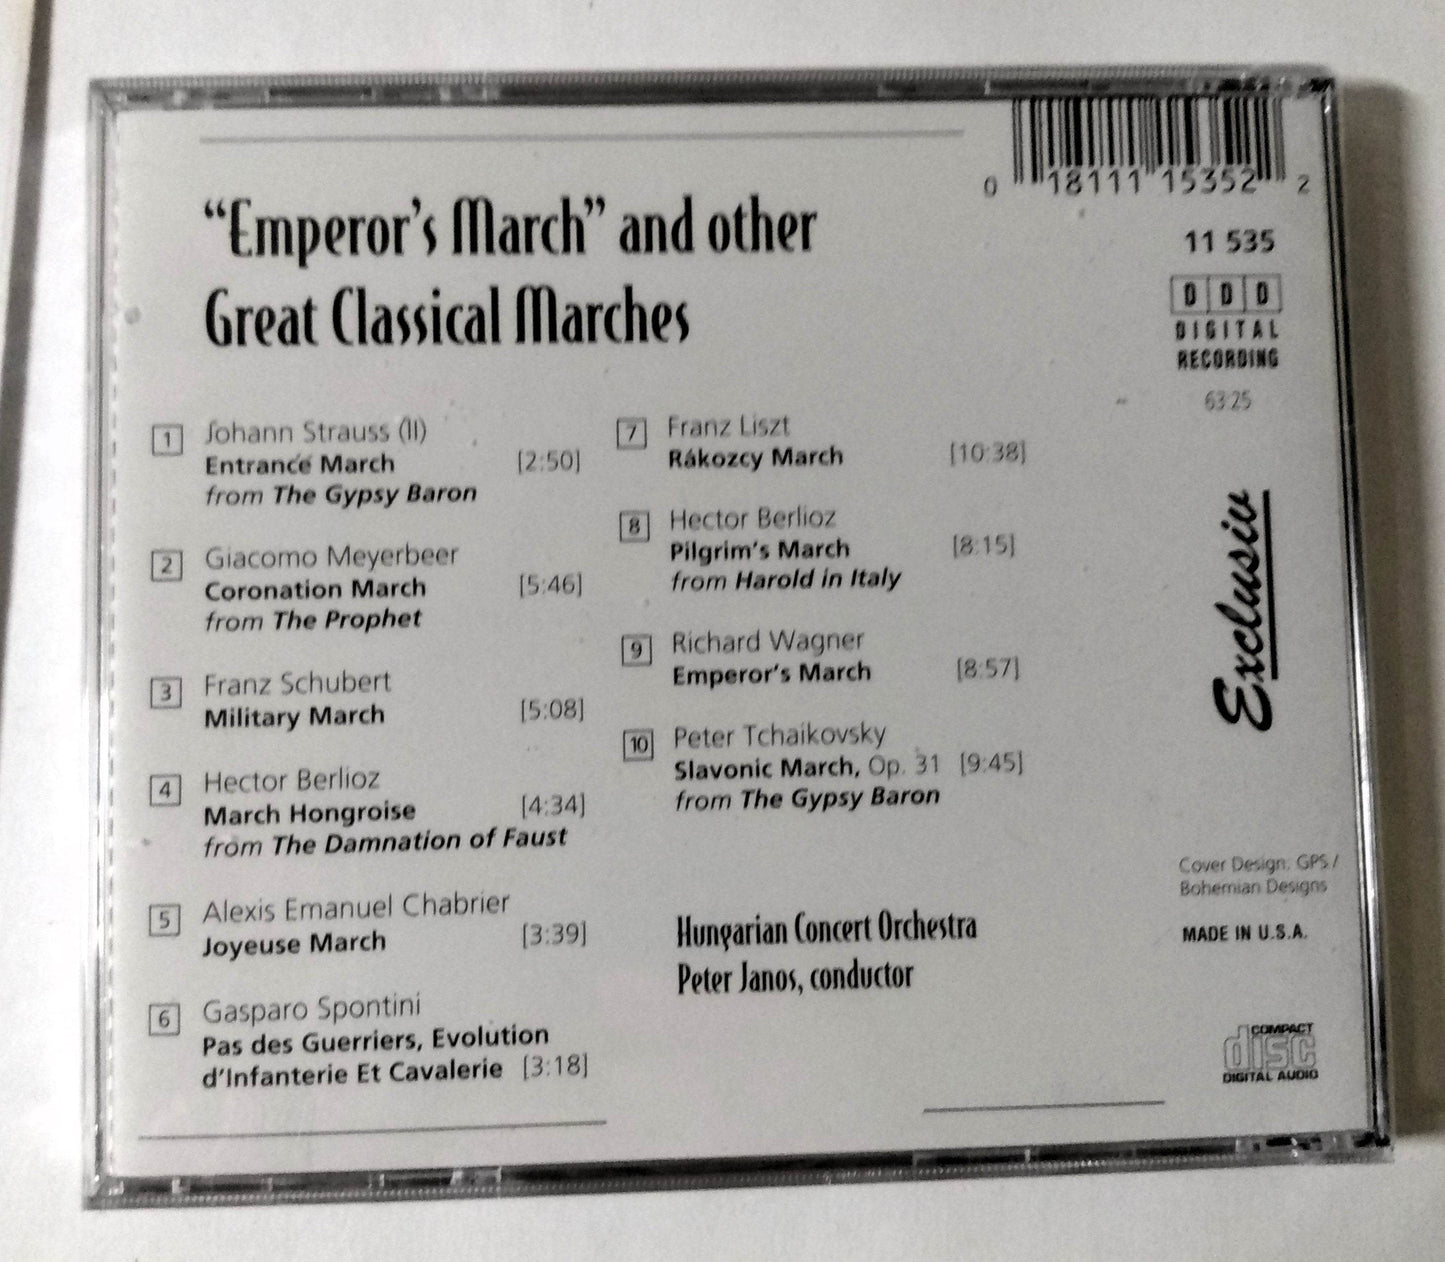 "Emperor's March" and other
Great Classical Marches
1 Johann Strauss (II)
Entrance March [2:50]
from The Gypsy Baron
2 Giacomo Meyerbeer
Coronation March [5:46]
from The Prophet
3 Franz Schubert
Military March [5:08]
4 Hector Berlioz
March Hongroise [4:34]
from The Damnation of Faust
5 Alexis Emanuel Chabrier
Joyeuse March [3:39]
6 Gasparo Spontini
Pas des Guerriers, Evolution
d'Infanterie Et Cavalerie [3:18]
7 Franz Liszt
Rákozcy March [10:38]
8 Hector Berlioz
Pilgrim's March [8:15]
from Harold in Italy
9 Richard Wagner
Emperor's March [8:57]
10 Peter Tchaikovsky
Slavonic March, Op. 31 [9:45]
from The Gypsy Baron
Hungarian Concert Orchestra
Peter Janos, conductor
0 18111 15352 2
11 535
D D D
DIGITAL
RECORDING
63:25
Exclusiv
Cover Design: GPS /
Bohemian Designs
MADE IN U.S.A.
COMPACT
disc
DIGITAL AUDIO